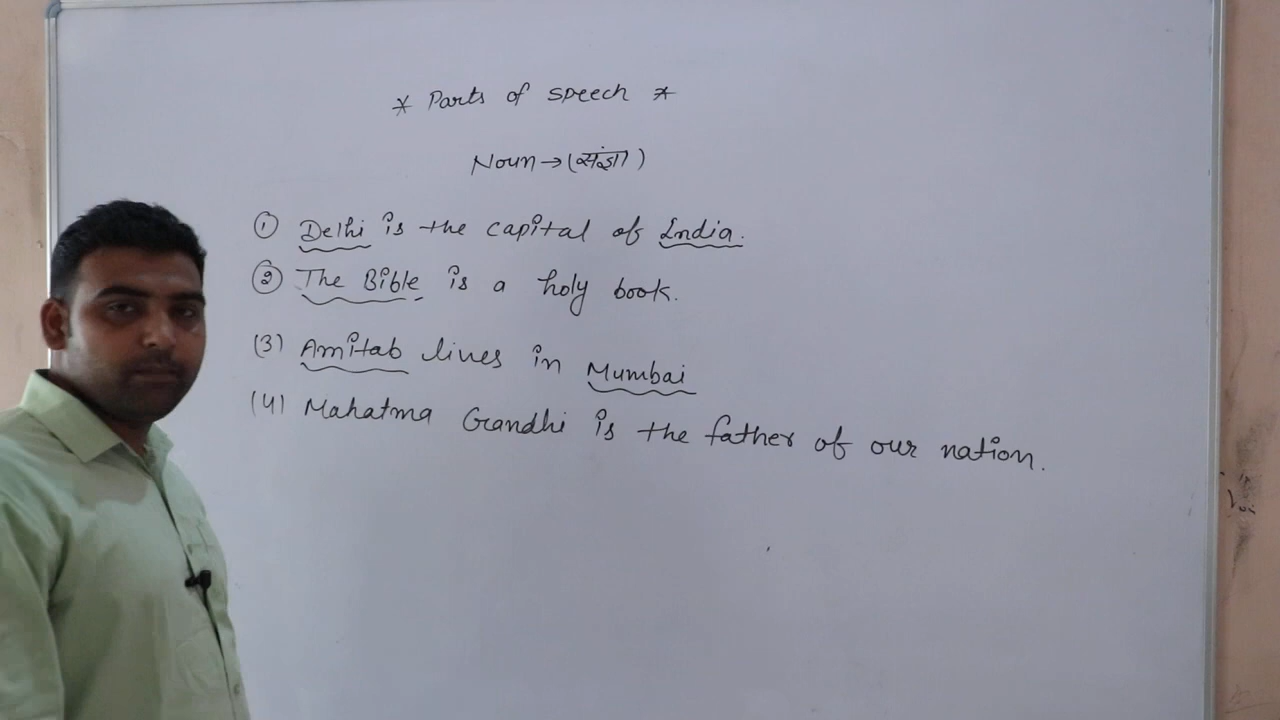 * Parts of speech *
Noun → (संज्ञा)
① Delhi is the capital of India.
② The Bible is a holy book.
(3) Amitab lives in Mumbai
(4) Mahatma Gandhi is the father of our nation.